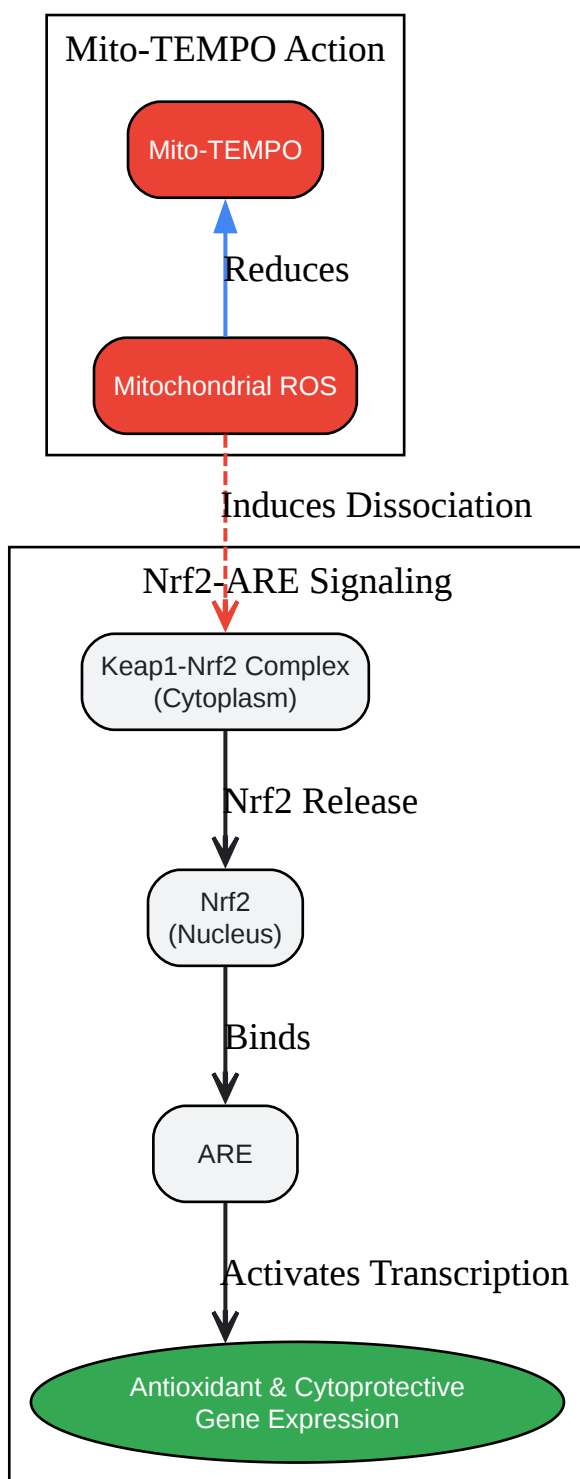 Mito-TEMPO Action
Mito-TEMPO
Reduces
Mitochondrial ROS
Induces Dissociation
Nrf2-ARE Signaling
Keap1-Nrf2 Complex
(Cytoplasm)
Nrf2 Release
Nrf2
(Nucleus)
Binds
ARE
Activates Transcription
Antioxidant & Cytoprotective
Gene Expression